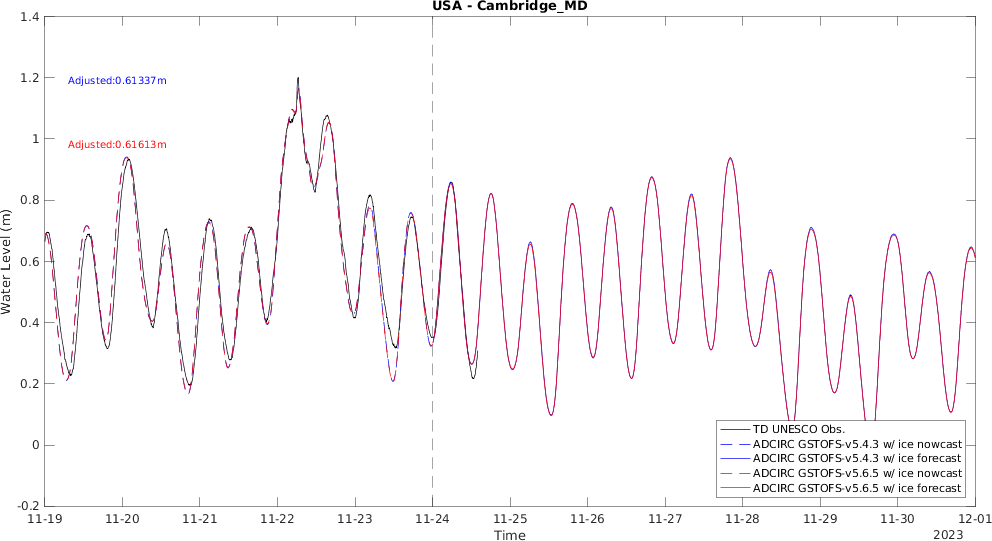 USA - Cambridge_MD
1.4
1.2
1
0.8
0.6
0.4
0.2
0
-0.2
Water Level (m)
Adjusted:0.61337m
Adjusted:0.61613m
TD UNESCO Obs.
ADCIRC GSTOFS-v5.4.3 w/ ice nowcast
ADCIRC GSTOFS-v5.4.3 w/ ice forecast
ADCIRC GSTOFS-v5.6.5 w/ ice nowcast
ADCIRC GSTOFS-v5.6.5 w/ ice forecast
11-19 11-20 11-21 11-22 11-23 11-24 11-25 11-26 11-27 11-28 11-29 11-30 12-01
Time
2023